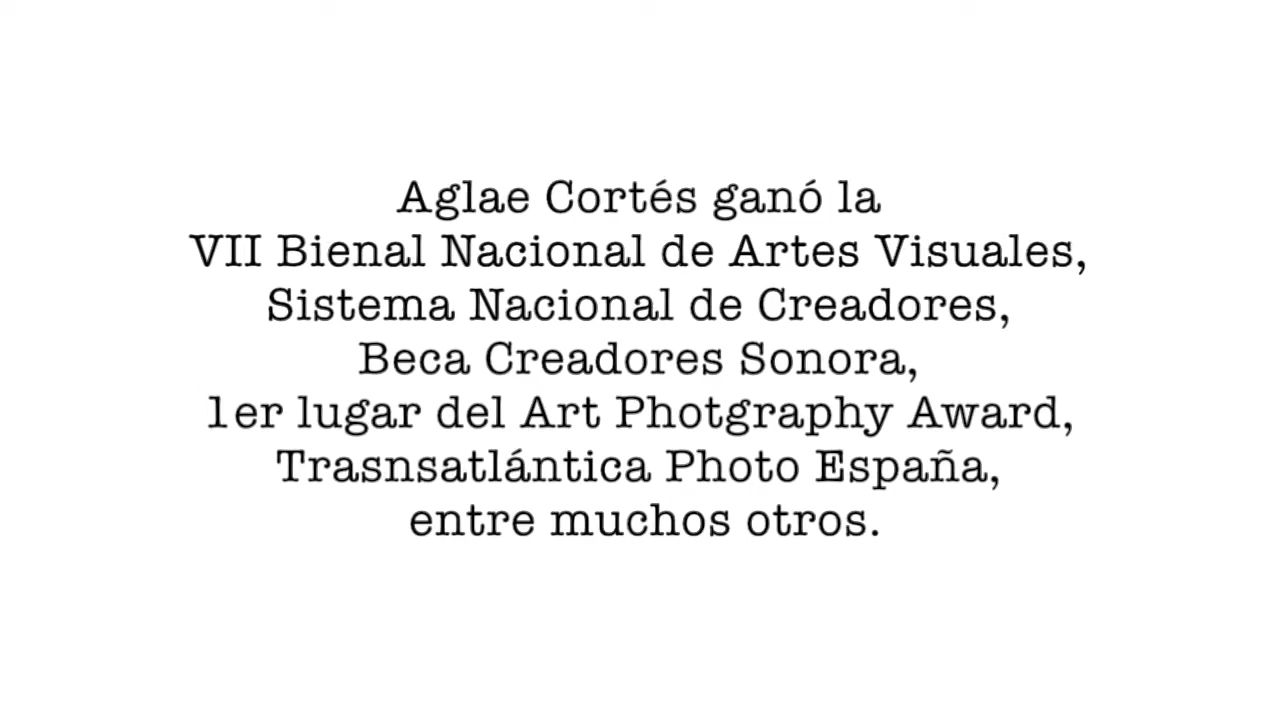 Aglae Cortés ganó la
VII Bienal Nacional de Artes Visuales,
Sistema Nacional de Creadores,
Beca Creadores Sonora,
1er lugar del Art Photgraphy Award,
Trasnsatlántica Photo España,
entre muchos otros.